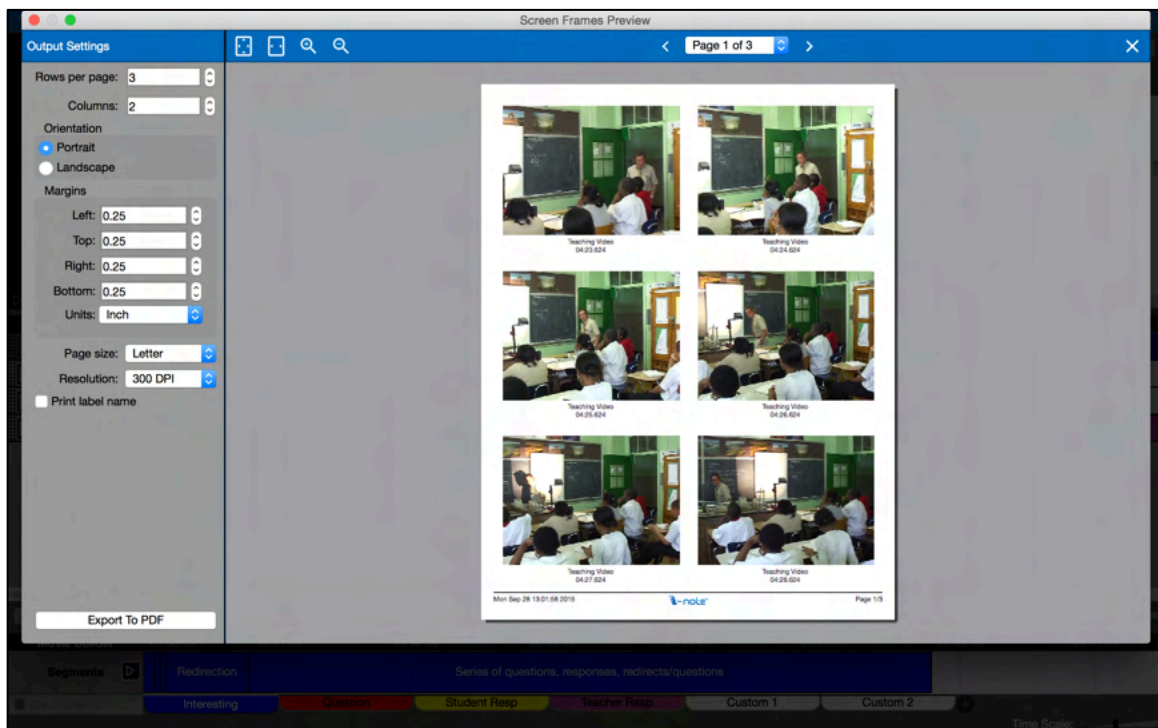 Screen Frames Preview
Output Settings
Page 1 of 3
Rows per page: 3
Columns: 2
Orientation
Portrait
Landscape
Margins
Left: 0.25
Top: 0.25
Right: 0.25
Bottom: 0.25
Units: Inch
Page size: Letter
Resolution: 300 DPI
Print label name
Export To PDF
Teaching Video
04:23.624
Teaching Video
04:24.624
Teaching Video
04:25.624
Teaching Video
04:26.624
Teaching Video
04:27.624
Teaching Video
04:28.624
Mon Sep 28 13:01:58 2015
-note
Page 1/3
Movie Builder
Segments
Redirection
Series of questions, responses, redirects/questions
Interesting
Question
Student Resp
Teacher Resp
Custom 1
Custom 2
Time Scale: